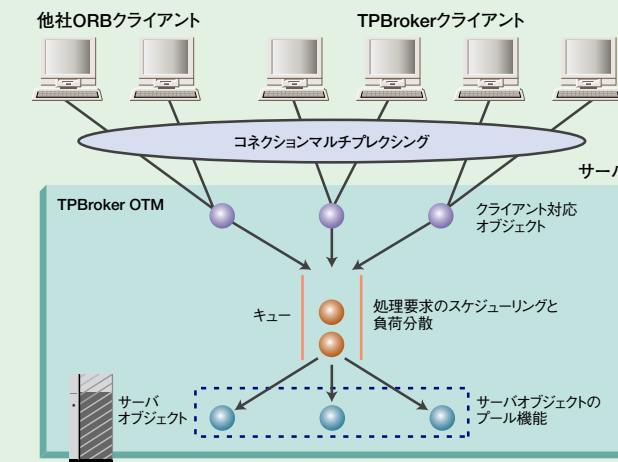 他社ORBクライアント
TPBrokerクライアント
コネクションマルチプレクシング
サーバ
TPBroker OTM
クライアント対応
オブジェクト
キュー
処理要求のスケジューリングと
負荷分散
サーバ
オブジェクト
サーバオブジェクトの
プール機能